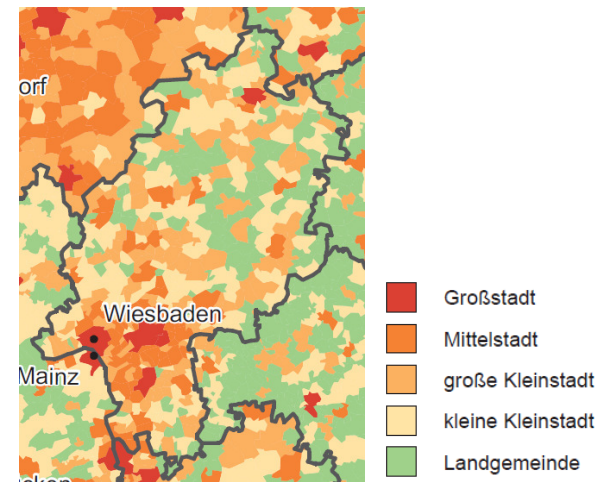 orf
Wiesbaden
Mainz
Großstadt
Mittelstadt
große Kleinstadt
kleine Kleinstadt
Landgemeinde